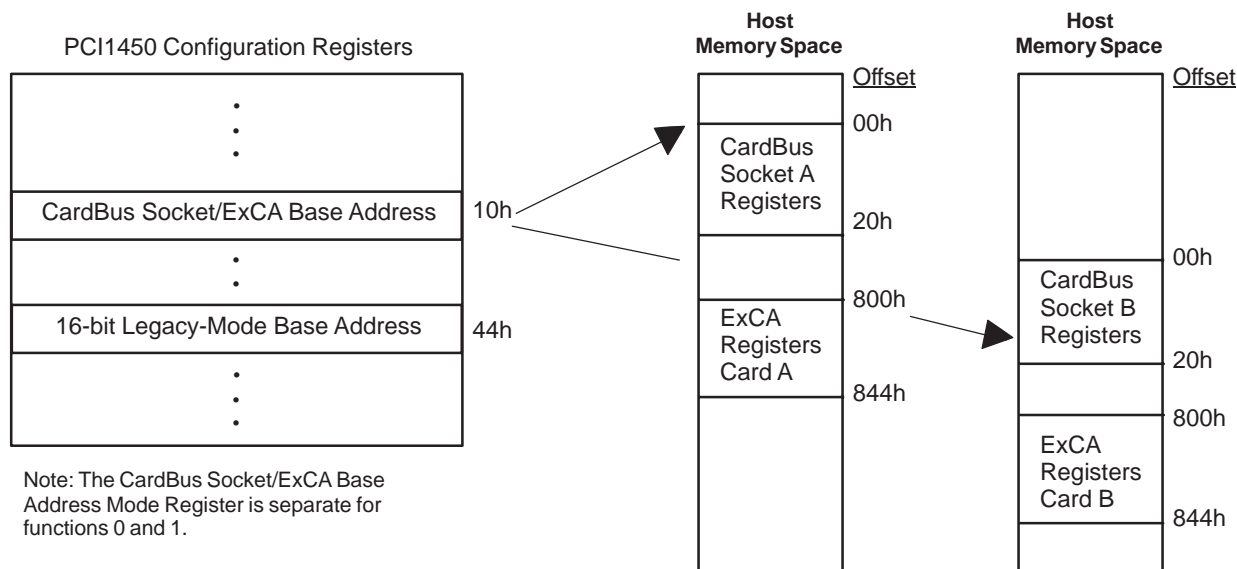 PCI1450 Configuration Registers
CardBus Socket/ExCA Base Address
10h
16-bit Legacy-Mode Base Address
44h
Note: The CardBus Socket/ExCA Base
Address Mode Register is separate for
functions 0 and 1.
Host
Memory Space
Offset
00h
CardBus
Socket A
Registers
20h
800h
ExCA
Registers
Card A
844h
Host
Memory Space
Offset
00h
CardBus
Socket B
Registers
20h
800h
ExCA
Registers
Card B
844h